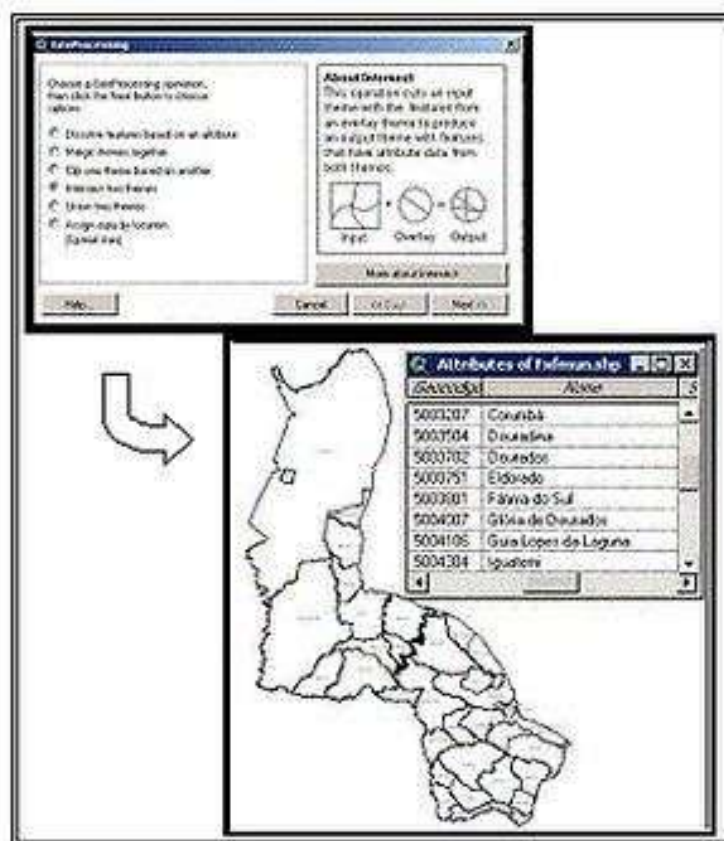 GeoProcessing
Choose a GeoProcessing operation,
then click the Next button to choose
options.
Dissolve features based on an attribute
Merge themes together
Clip one theme based on another
Intersect two themes
Union two themes
Assign data by location
(Spatial Join)
About Intersect
This operation cuts an input
theme with the features from
an overlay theme to produce
an output theme with features
that have attribute data from
both themes.
Input Overlay Output
More about Intersect
Help... Cancel Next >>
Attributes of
Geocodigo Nome S
5003207 Corumbá
5003504 Douradina
5003702 Dourados
5003751 Eldorado
5003801 Fátima do Sul
5004007 Glória de Dourados
5004106 Guia Lopes da Laguna
5004304 Iguatemi